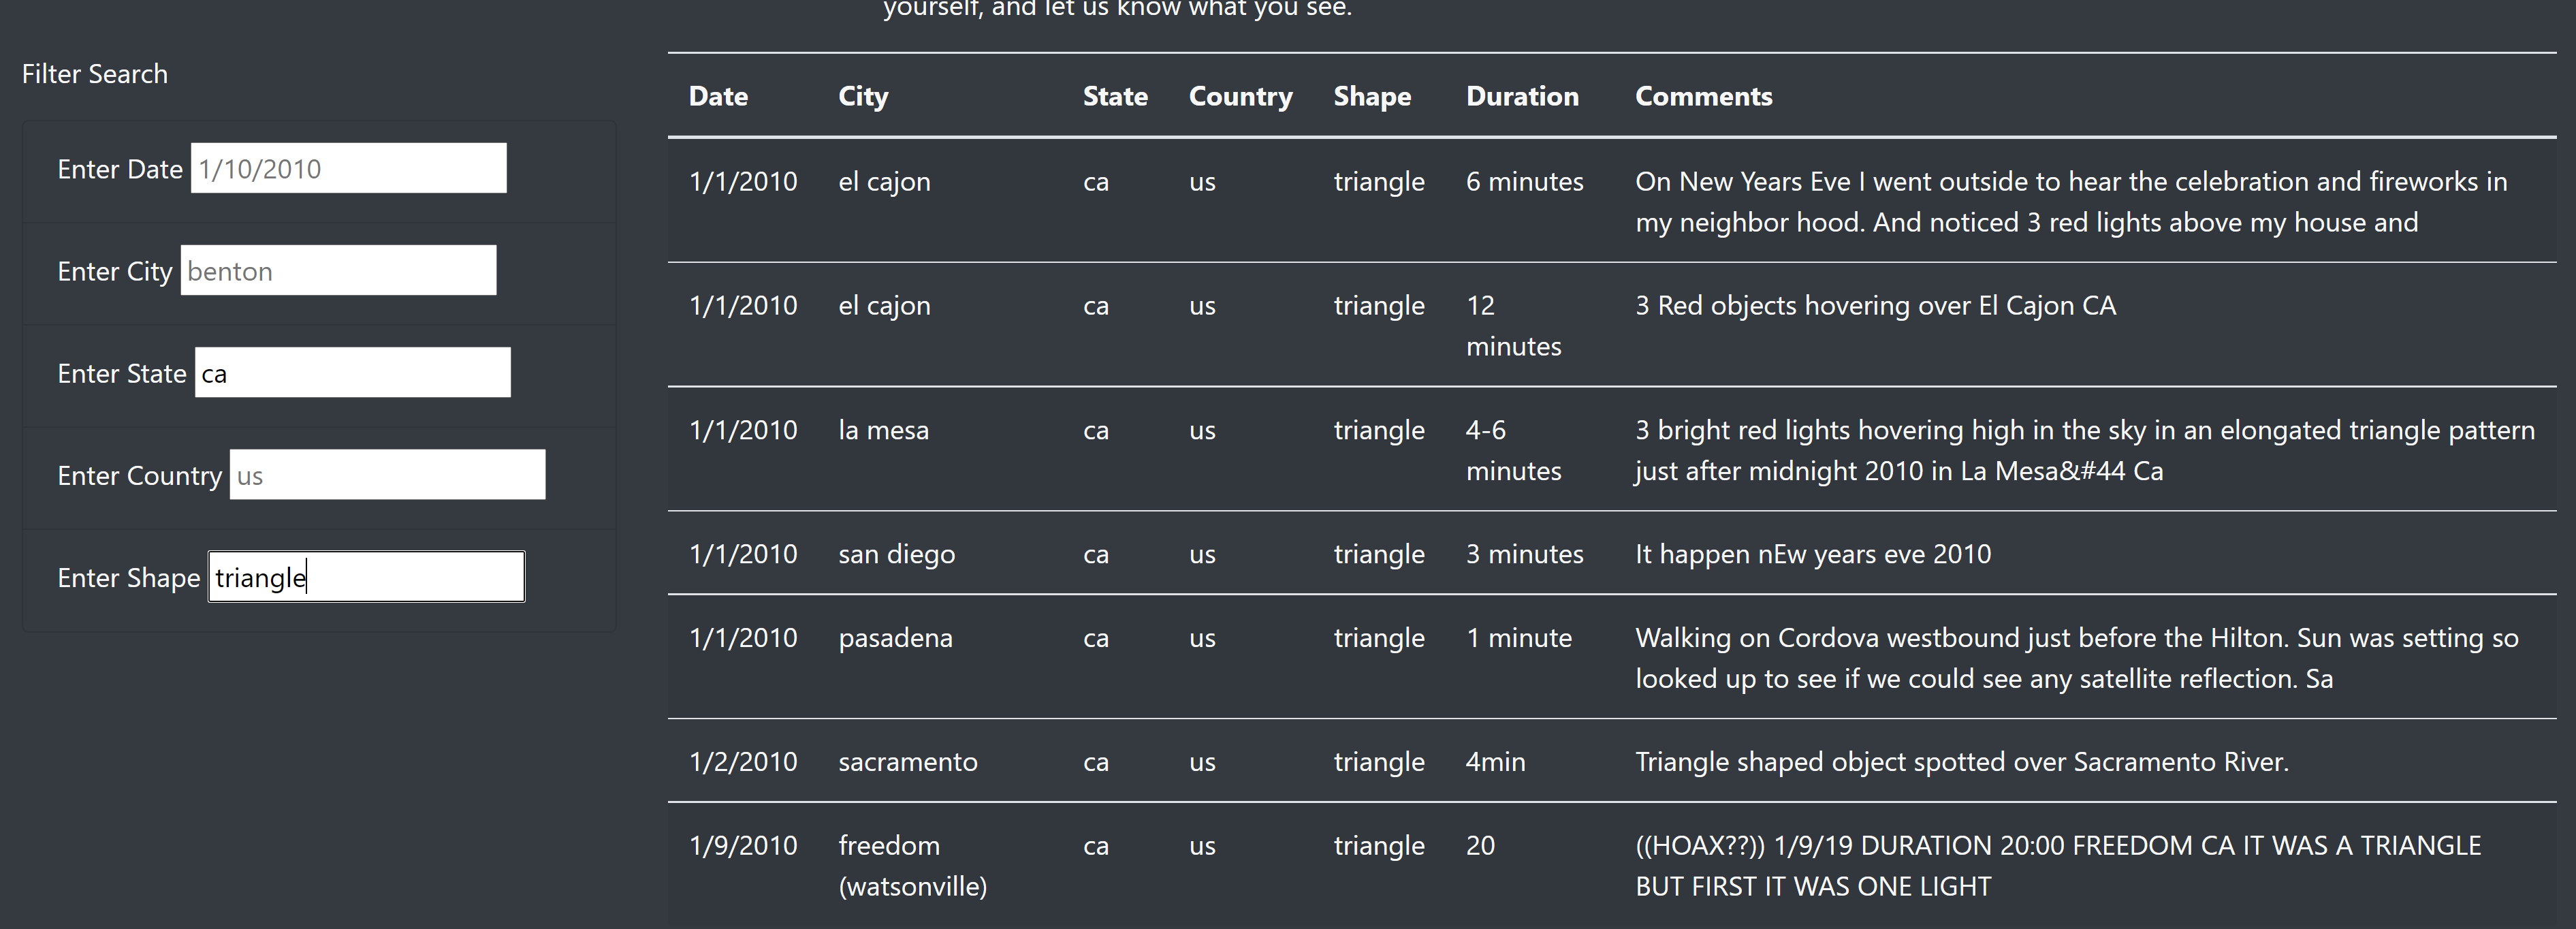 yourself, and let us know what you see.
Filter Search
Enter Date 1/10/2010
Enter City benton
Enter State ca
Enter Country us
Enter Shape triangle
Date City State Country Shape Duration Comments
1/1/2010 el cajon ca us triangle 6 minutes On New Years Eve I went outside to hear the celebration and fireworks in
my neighbor hood. And noticed 3 red lights above my house and
1/1/2010 el cajon ca us triangle 12 3 Red objects hovering over El Cajon CA
minutes
1/1/2010 la mesa ca us triangle 4-6 3 bright red lights hovering high in the sky in an elongated triangle pattern
minutes just after midnight 2010 in La Mesa&#44 Ca
1/1/2010 san diego ca us triangle 3 minutes It happen nEw years eve 2010
1/1/2010 pasadena ca us triangle 1 minute Walking on Cordova westbound just before the Hilton. Sun was setting so
looked up to see if we could see any satellite reflection. Sa
1/2/2010 sacramento ca us triangle 4min Triangle shaped object spotted over Sacramento River.
1/9/2010 freedom ca us triangle 20 ((HOAX??)) 1/9/19 DURATION 20:00 FREEDOM CA IT WAS A TRIANGLE
(watsonville) BUT FIRST IT WAS ONE LIGHT